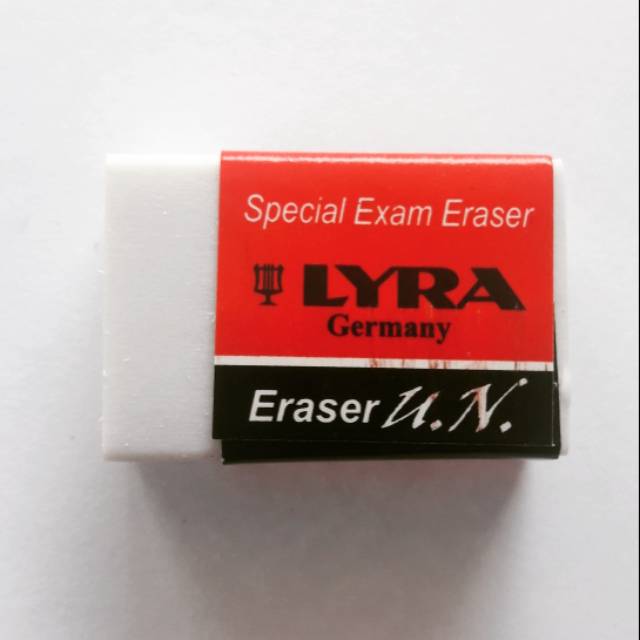 Special Exam Eraser
LYRA
Germany
Eraser U.N.